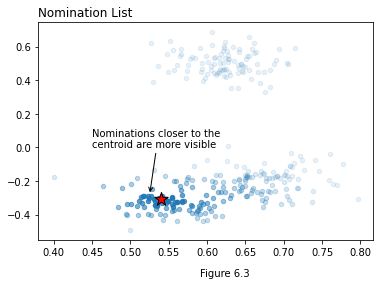 Nomination List
0.6
0.4
0.2
0.0
−0.2
−0.4
Nominations closer to the
centroid are more visible
0.40 0.45 0.50 0.55 0.60 0.65 0.70 0.75 0.80
Figure 6.3